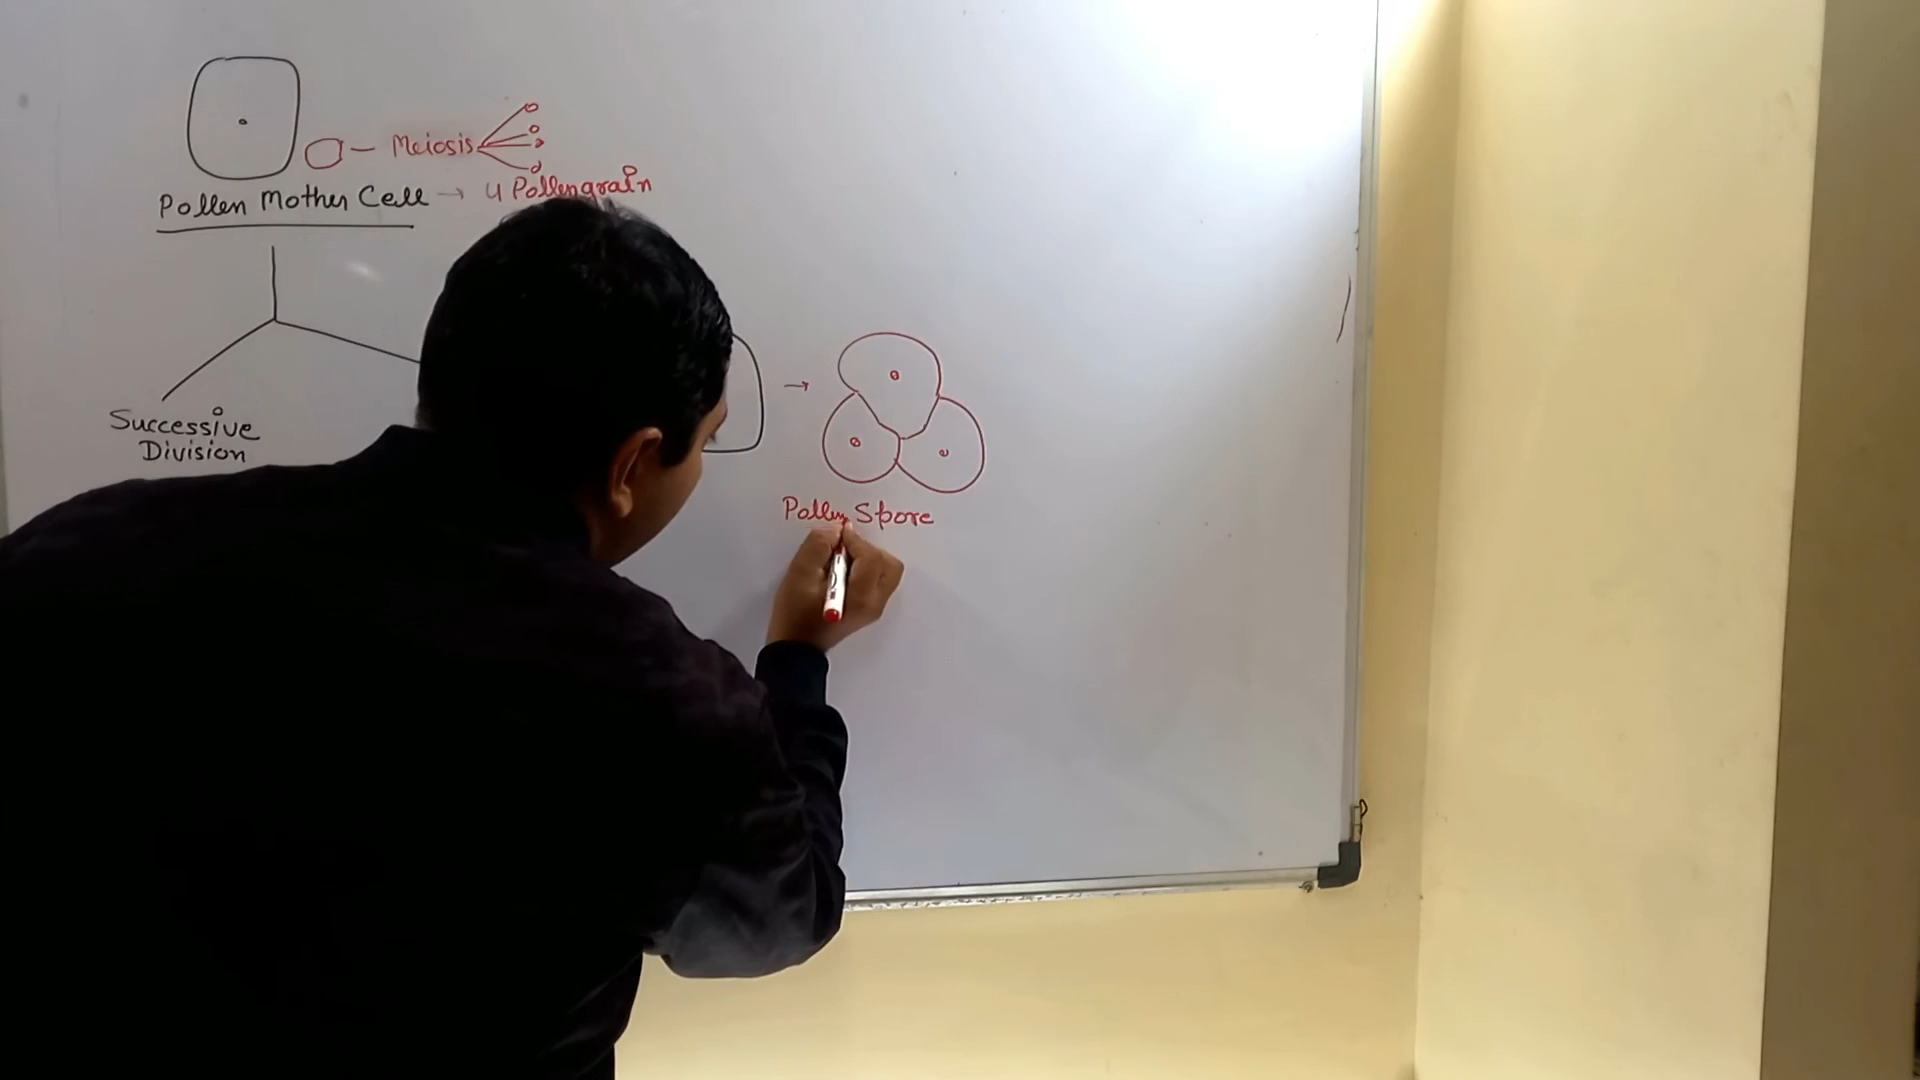 Meiosis
Pollen Mother Cell → 4 Pollengrain
Successive
Division
→
Pollen Spore